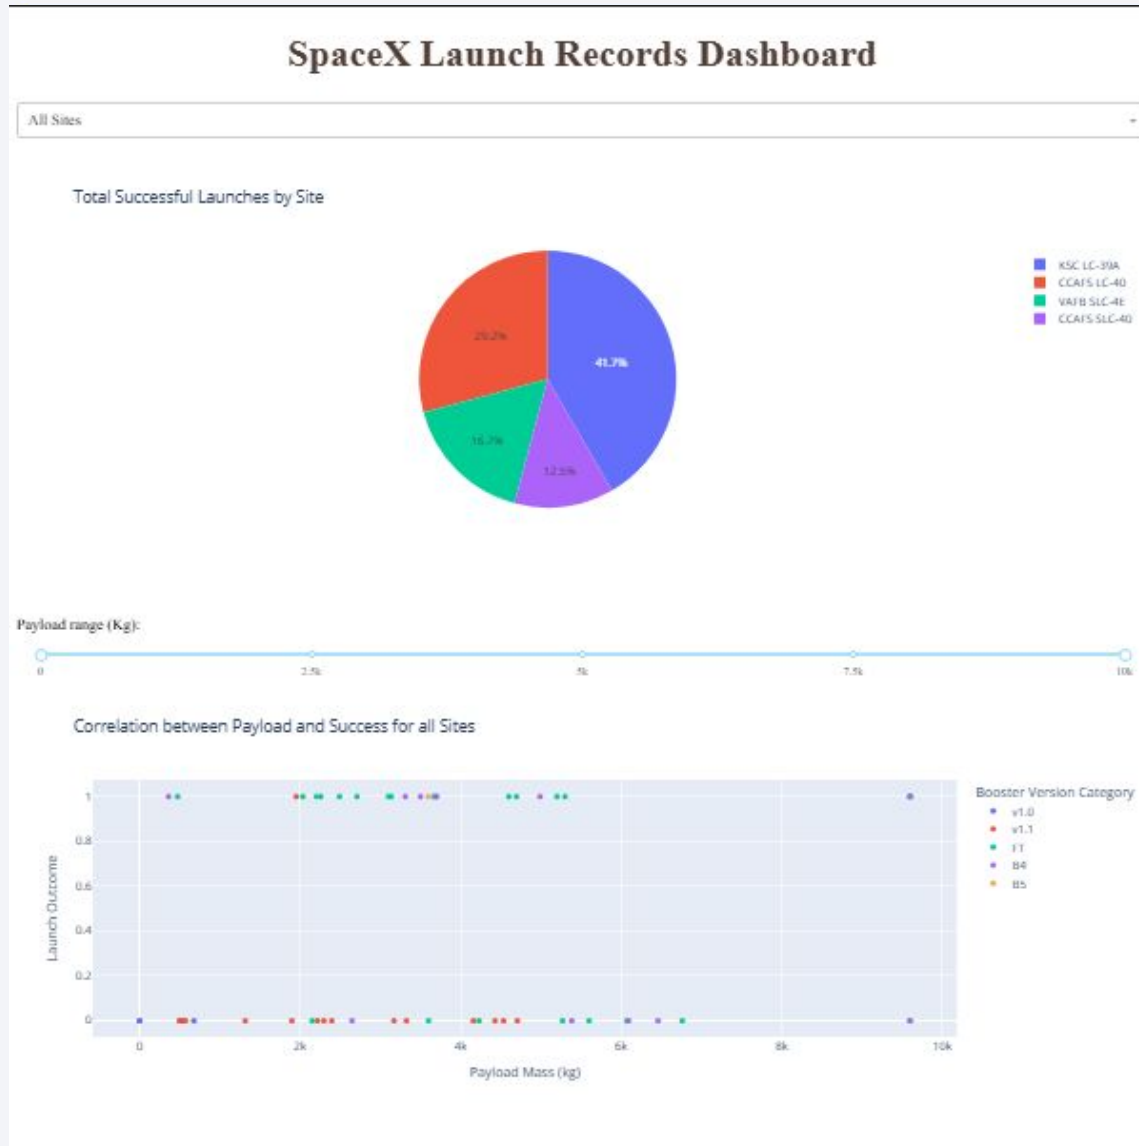 SpaceX Launch Records Dashboard
All Sites
Total Successful Launches by Site
KSC LC-39A
CCAFS LC-40
VAFB SLC-4E
CCAFS SLC-40
29.2%
41.7%
16.7%
12.5%
Payload range (Kg):
0 2.5k 5k 7.5k 10k
Correlation between Payload and Success for all Sites
Booster Version Category
v1.0
v1.1
FT
B4
B5
Launch Outcome
1
0.8
0.6
0.4
0.2
0
0 2k 4k 6k 8k 10k
Payload Mass (kg)